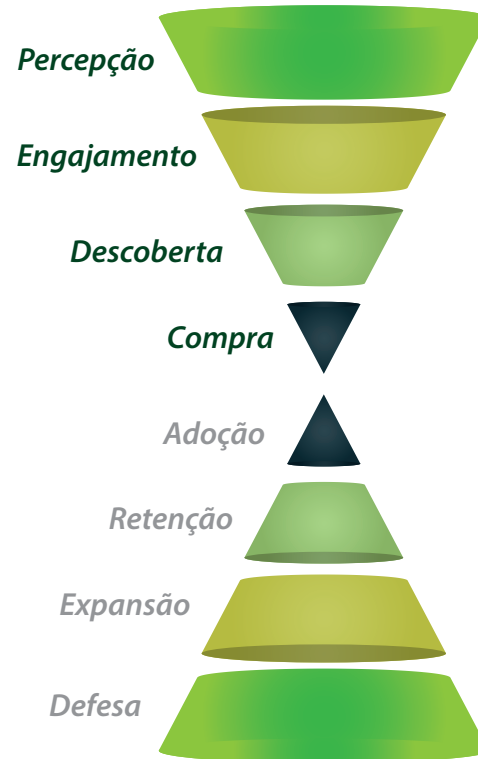 Percepção
Engajamento
Descoberta
Compra
Adoção
Retenção
Expansão
Defesa